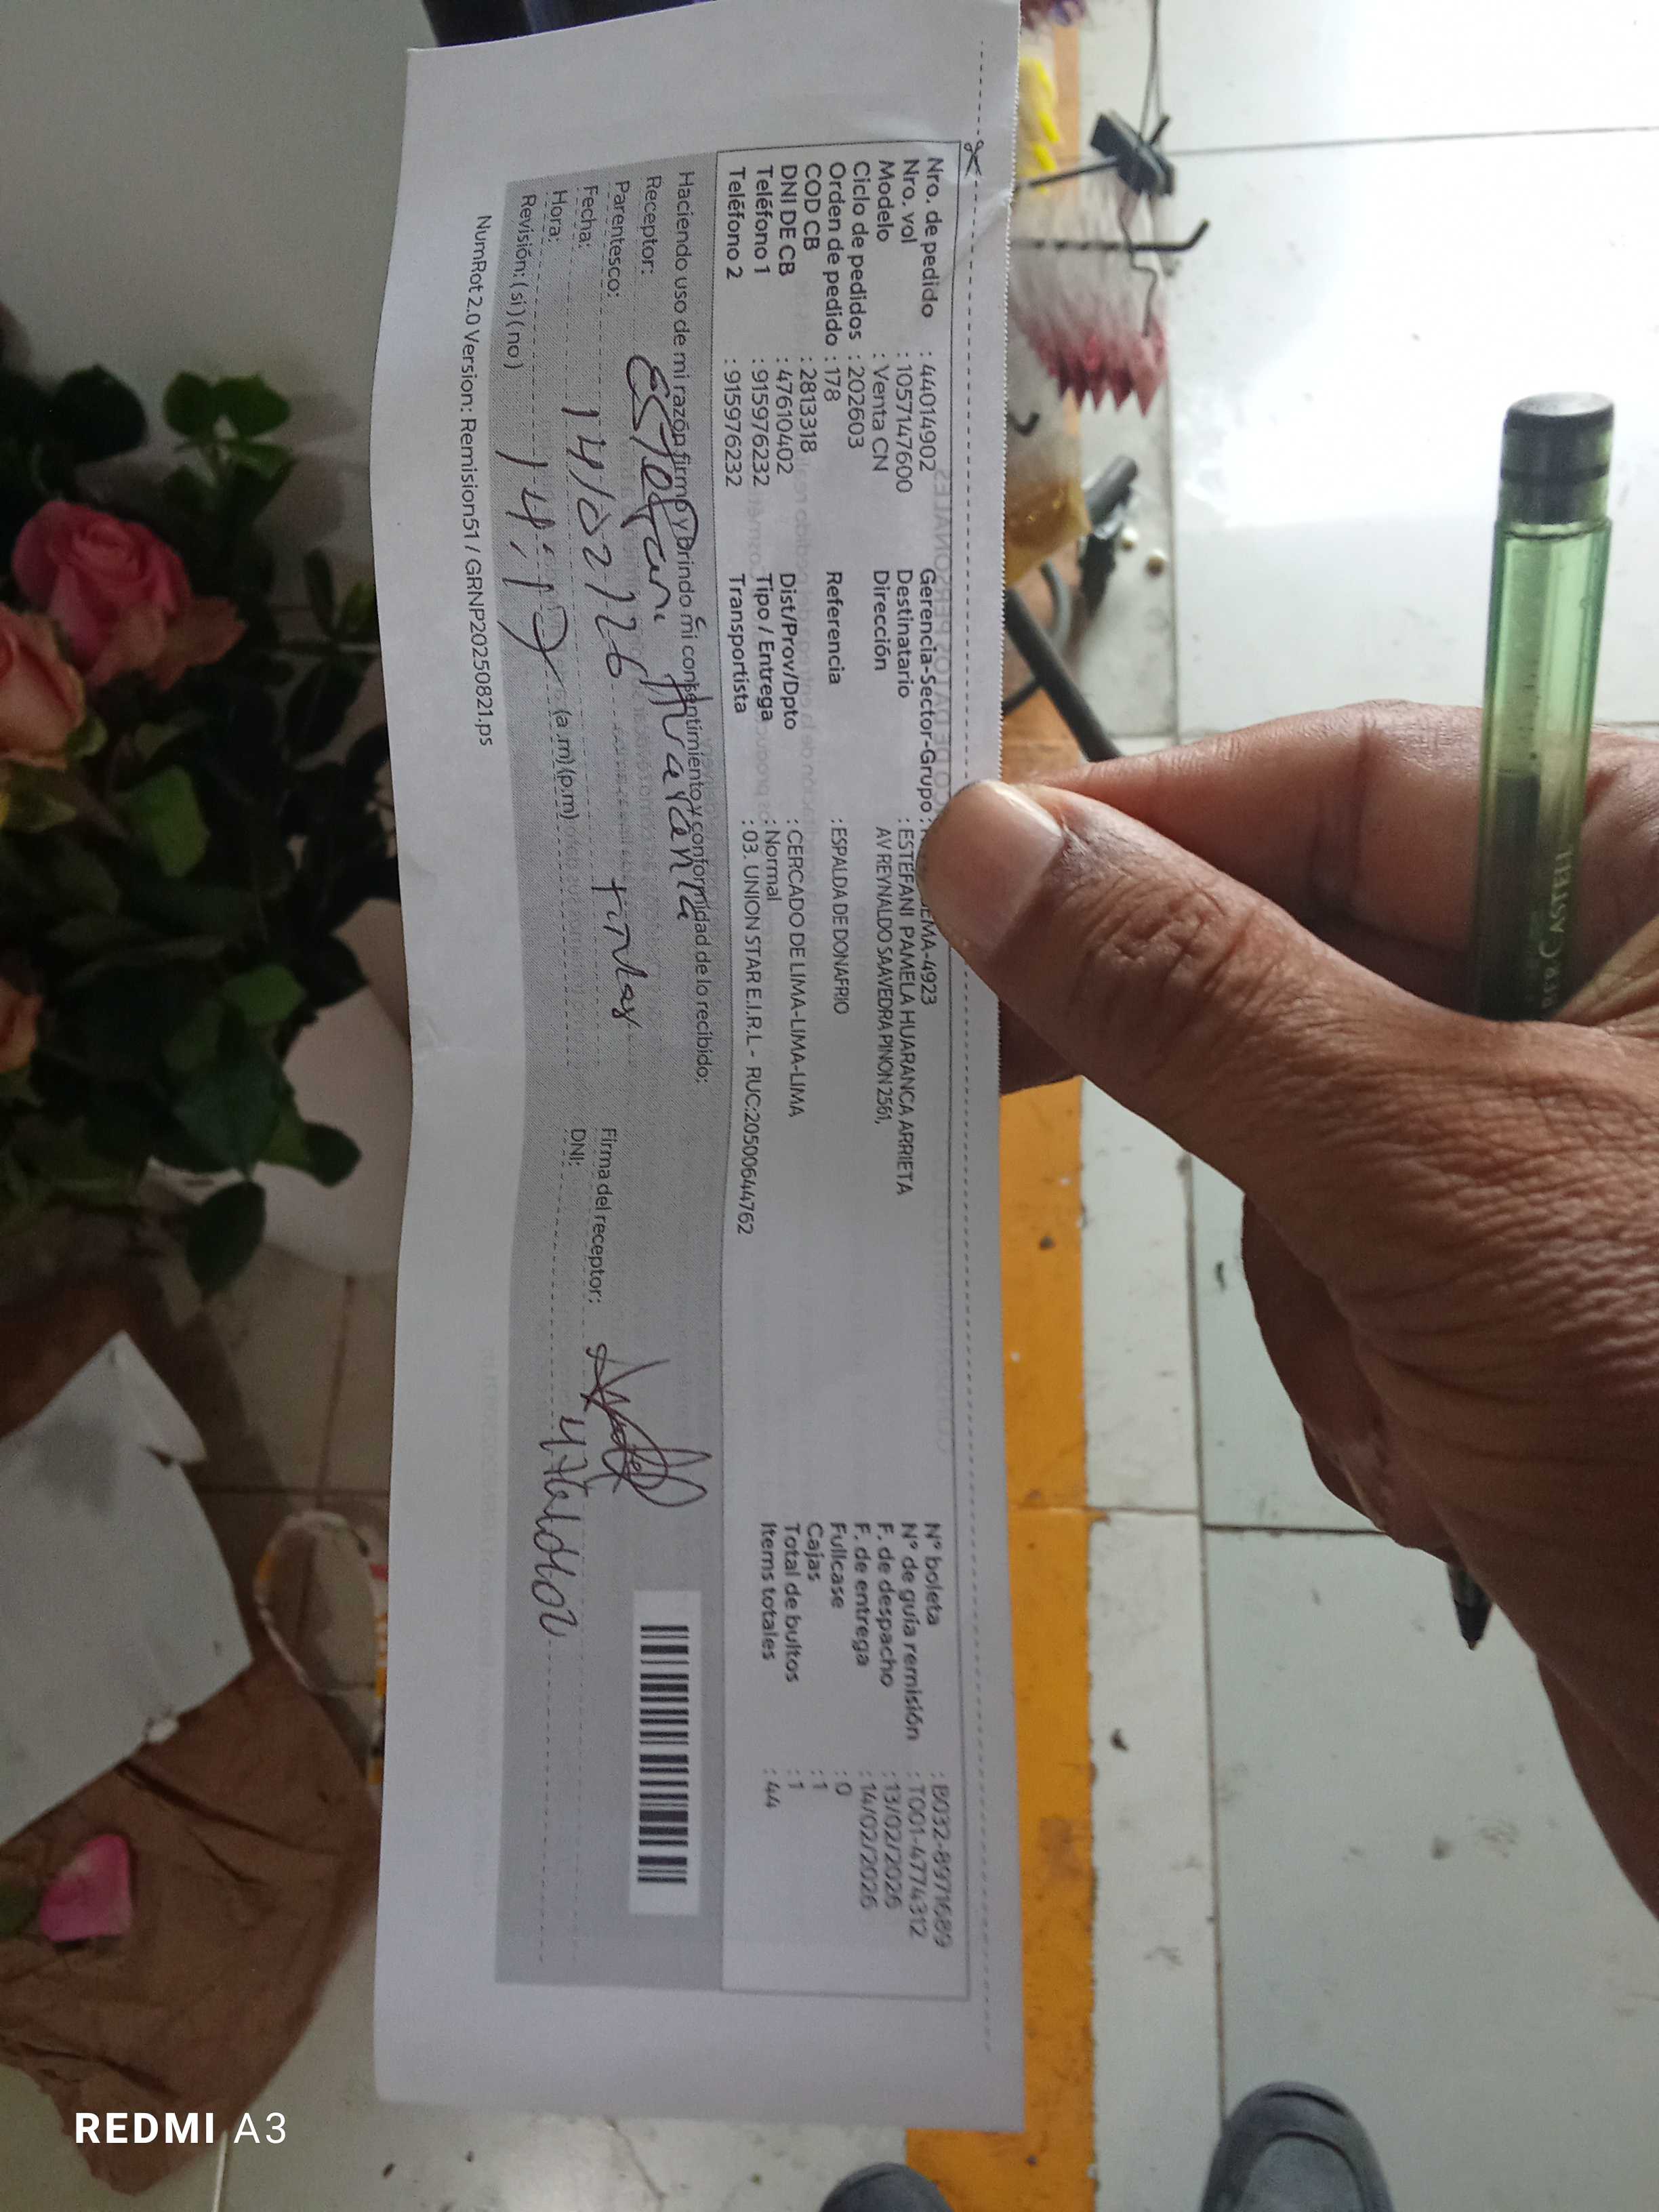 Nro. de pedido : 44014902
Nro. vol : 1057147600
Modelo : Venta CN
Ciclo de pedidos : 202603
Orden de pedido : 178
COD CB : 2813318
DNI DE CB : 47610402
Teléfono 1 : 915976232
Teléfono 2 : 915976232
Gerencia-Sector-Grupo : EMA-4923
Destinatario : ESTEFANI PAMELA HUARANCA ARRIETA
Dirección AV REYNALDO SAAVEDRA PINON 2561,
Referencia : ESPALDA DE DONAFRIO
Dist/Prov/Dpto : CERCADO DE LIMA-LIMA-LIMA
Tipo / Entrega : Normal
Transportista : 03. UNION STAR E.I.R.L - RUC:20500644762
Nº boleta : B032-8971689
Nº de guía remisión : T001-4774312
F. de despacho : 13/02/2026
F. de entrega : 14/02/2026
Fullcase : 0
Cajas : 1
Total de bultos : 1
Items totales : 44
Haciendo uso de mi razón firmo y brindo mi consentimiento y conformidad de lo recibido;
Receptor: Estefani
Parentesco:
Fecha: 14/02/26
Hora: (a.m) (p.m)
Revisión: (si) (no)
Firma del receptor:
DNI: 47610402
NumRot 2.0 Version: Remision51 / GRNP20250821.ps
REDMI A3